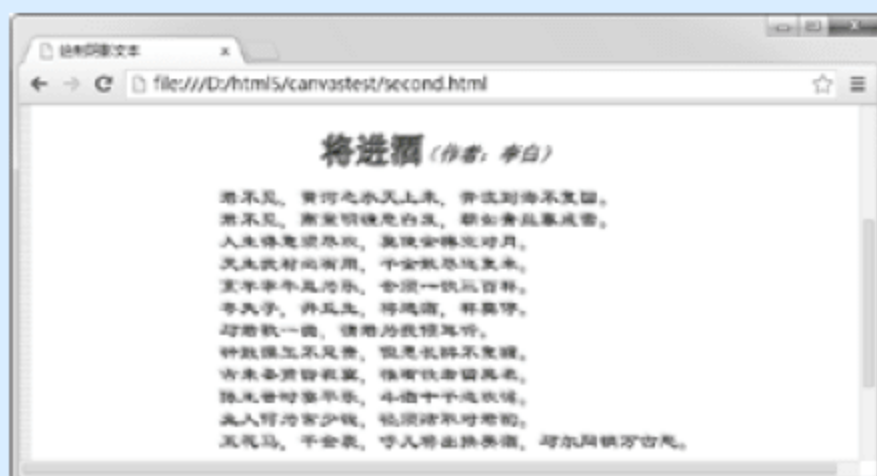 绘制阴影文本
file:///D:/html5/canvastest/second.html
将进酒（作者：李白）
君不见，黄河之水天上来，奔流到海不复回。
君不见，高堂明镜悲白发，朝如青丝暮成雪。
人生得意须尽欢，莫使金樽空对月。
天生我材必有用，千金散尽还复来。
烹羊宰牛且为乐，会须一饮三百杯。
岑夫子，丹丘生，将进酒，杯莫停。
与君歌一曲，请君为我倾耳听。
钟鼓馔玉不足贵，但愿长醉不复醒。
古来圣贤皆寂寞，惟有饮者留其名。
陈王昔时宴平乐，斗酒十千恣欢谑。
主人何为言少钱，径须沽取对君酌。
五花马，千金裘，呼儿将出换美酒，与尔同销万古愁。